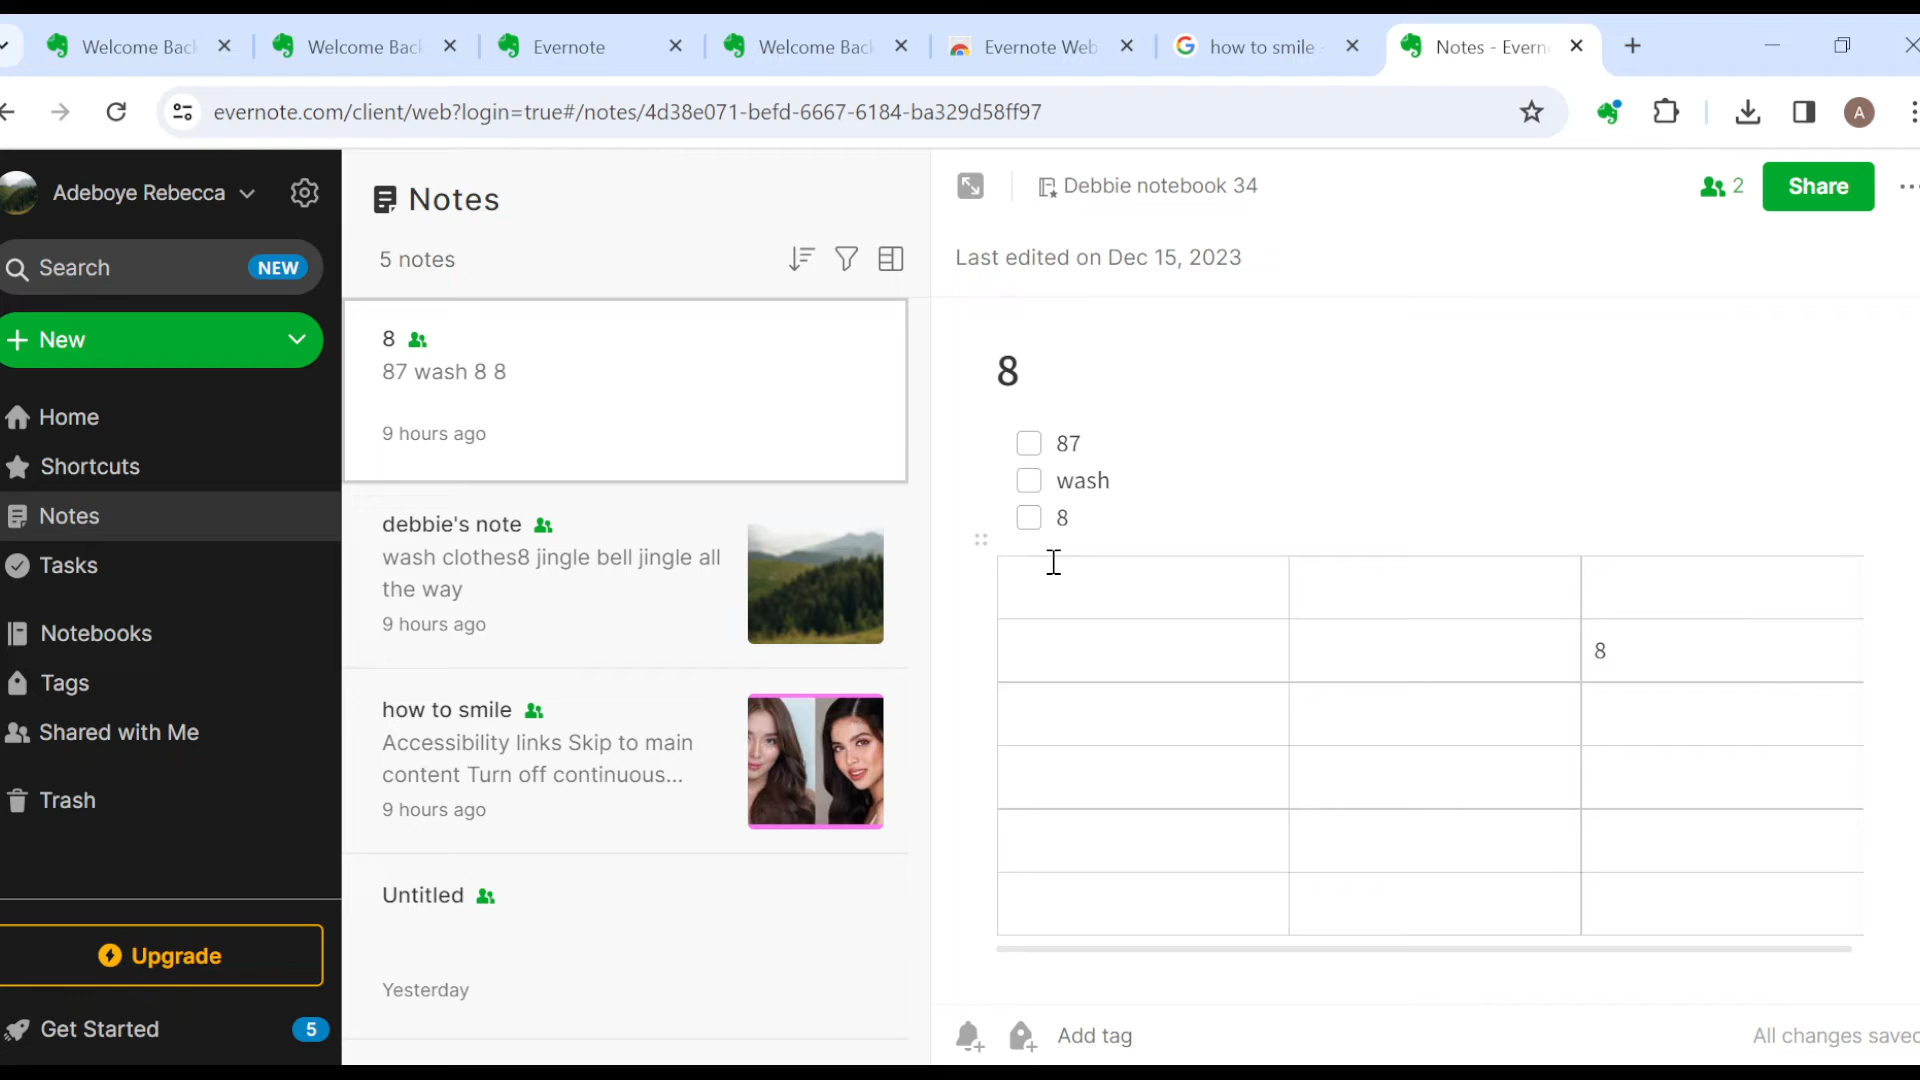 Welcome Bac
Welcome Bac
Evernote
Welcome Bac
Evernote Web
how to smile
Notes - Evern
evernote.com/client/web?login=true#/notes/4d38e071-befd-6667-6184-ba329d58ff97
A
Adeboye Rebecca
Search
NEW
New
Home
Shortcuts
Notes
Tasks
Notebooks
Tags
Shared with Me
Trash
Upgrade
Get Started
5
Notes
5 notes
8
87 wash 8 8
9 hours ago
debbie's note
wash clothes8 jingle bell jingle all
the way
9 hours ago
how to smile
Accessibility links Skip to main
content Turn off continuous...
9 hours ago
Untitled
Yesterday
Debbie notebook 34
2
Share
Last edited on Dec 15, 2023
8
87
wash
8
8
Add tag
All changes saved